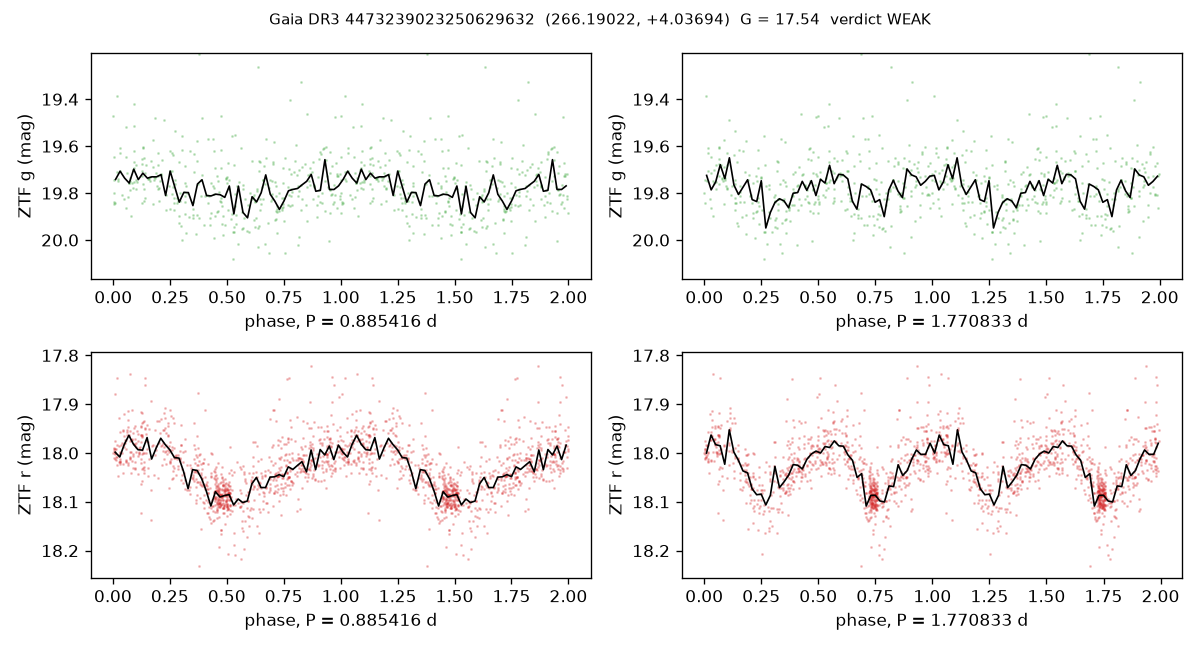 Gaia DR3 4473239023250629632  (266.19022, +4.03694)  G = 17.54  verdict WEAK
ZTF g (mag)
19.4
19.6
19.8
20.0
0.00 0.25 0.50 0.75 1.00 1.25 1.50 1.75 2.00
phase, P = 0.885416 d
ZTF g (mag)
19.4
19.6
19.8
20.0
0.00 0.25 0.50 0.75 1.00 1.25 1.50 1.75 2.00
phase, P = 1.770833 d
ZTF r (mag)
17.8
17.9
18.0
18.1
18.2
0.00 0.25 0.50 0.75 1.00 1.25 1.50 1.75 2.00
phase, P = 0.885416 d
ZTF r (mag)
17.8
17.9
18.0
18.1
18.2
0.00 0.25 0.50 0.75 1.00 1.25 1.50 1.75 2.00
phase, P = 1.770833 d